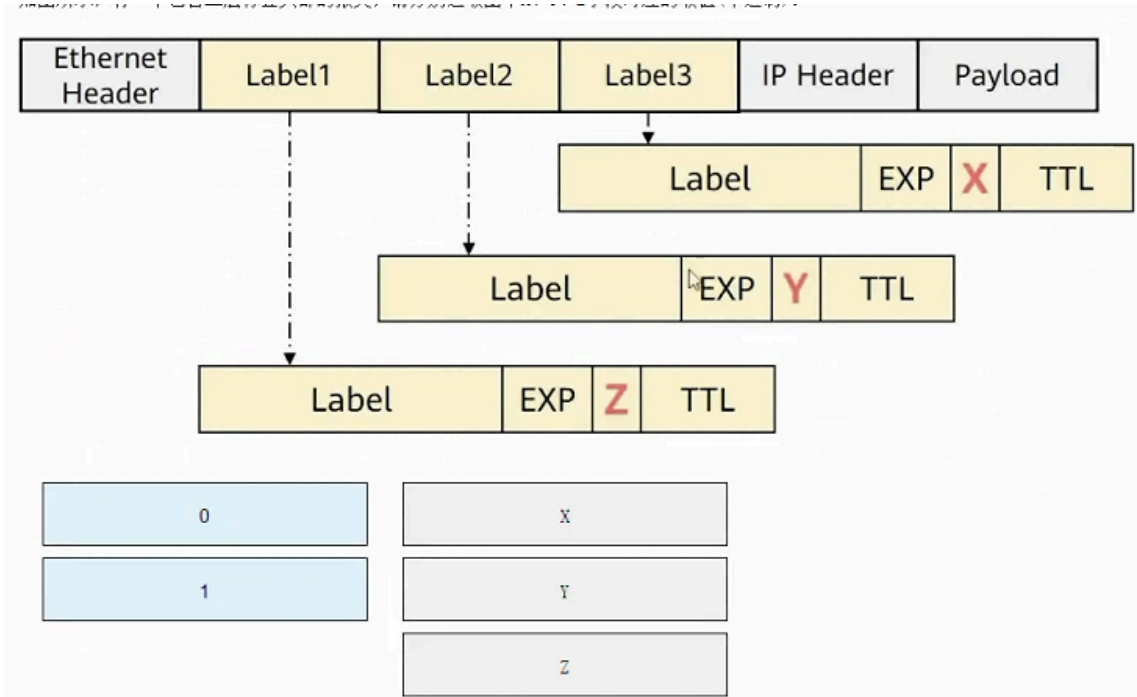 Ethernet
Header
Label1
Label2
Label3
IP Header
Payload
Label
EXP
X
TTL
Label
EXP
Y
TTL
Label
EXP
Z
TTL
0
X
1
Y
Z